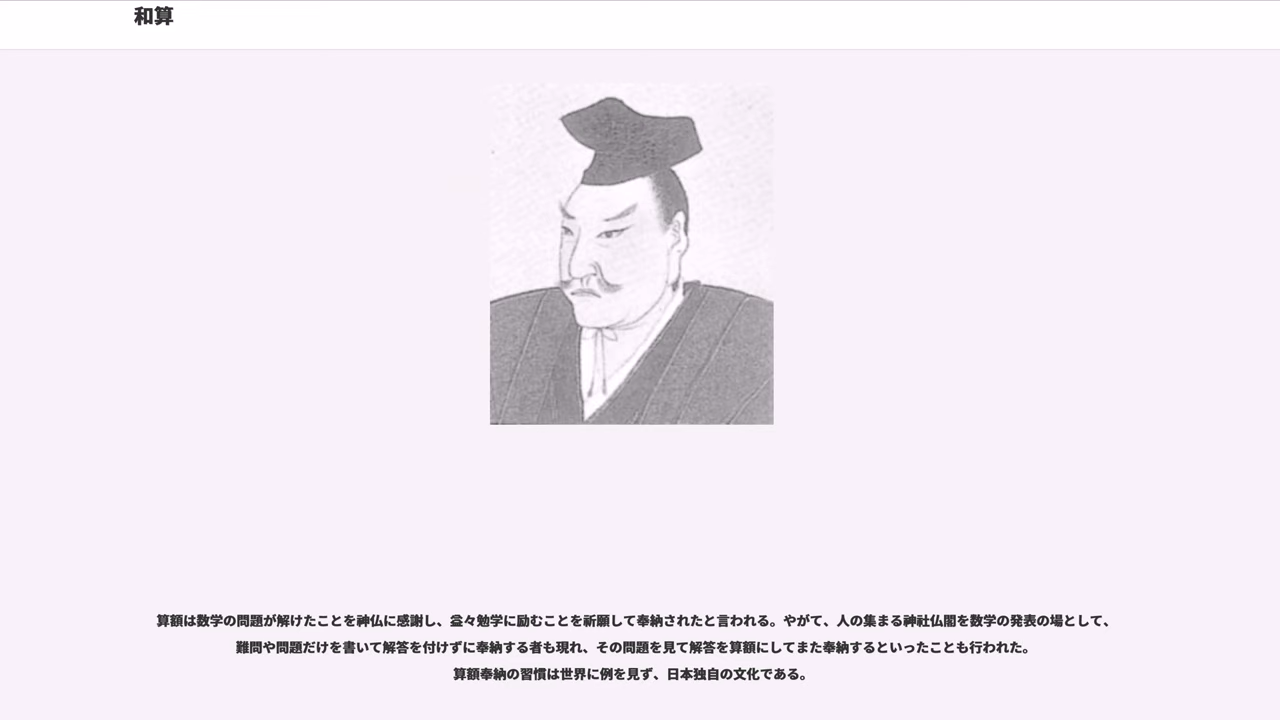 和算
算額は数学の問題が解けたことを神仏に感謝し、益々勉学に励むことを祈願して奉納されたと言われる。やがて、人の集まる神社仏閣を数学の発表の場として、
難問や問題だけを書いて解答を付けずに奉納する者も現れ、その問題を見て解答を算額にしてまた奉納するといったことも行われた。
算額奉納の習慣は世界に例を見ず、日本独自の文化である。